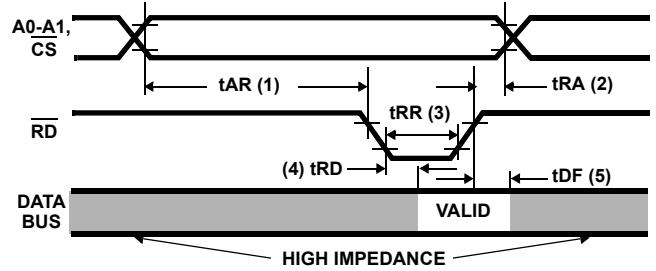 A0-A1,
CS
tAR (1)
tRA (2)
tRR (3)
RD
(4) tRD
tDF (5)
DATA
BUS
VALID
HIGH IMPEDANCE